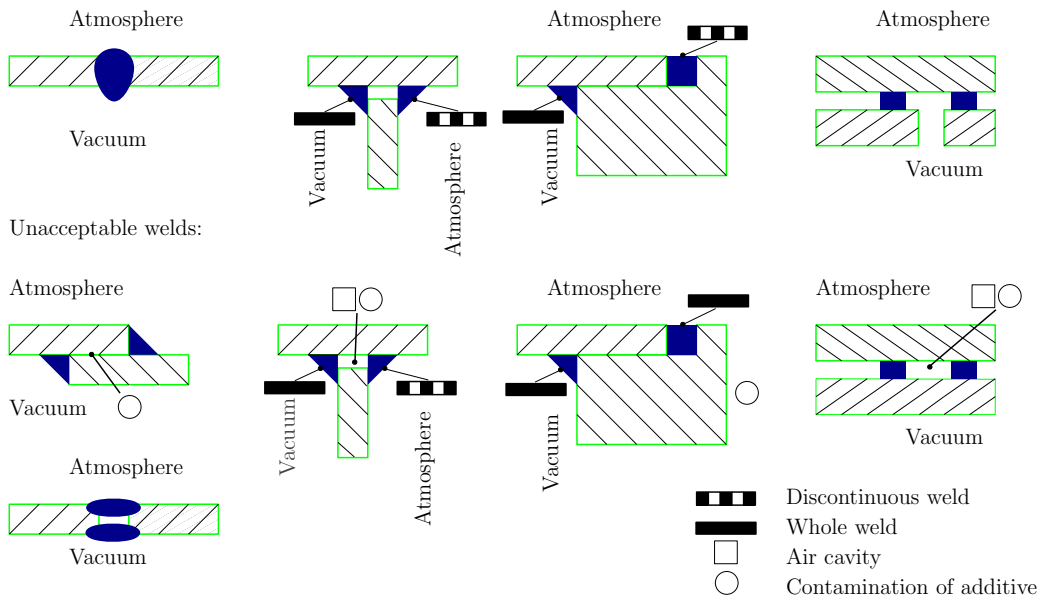 Atmosphere
Atmosphere
Atmosphere
Vacuum
Vacuum
Atmosphere
Vacuum
Vacuum
Unacceptable welds:
Atmosphere
Atmosphere
Atmosphere
Vacuum
Vacuum
Atmosphere
Vacuum
Vacuum
Atmosphere
Vacuum
Discontinuous weld
Whole weld
Air cavity
Contamination of additive